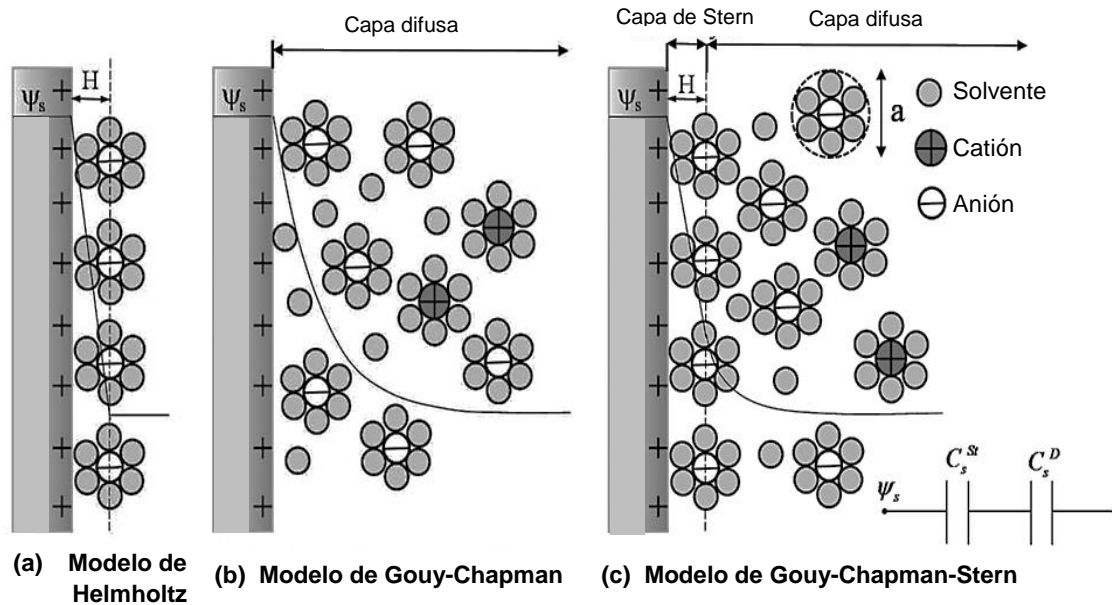 Capa difusa
Capa de Stern
Capa difusa
H
ψs
H
ψs
ψs
a
Solvente
Catión
Anión
C_s^St
C_s^D
ψs
(a) Modelo de
Helmholtz
(b) Modelo de Gouy-Chapman
(c) Modelo de Gouy-Chapman-Stern